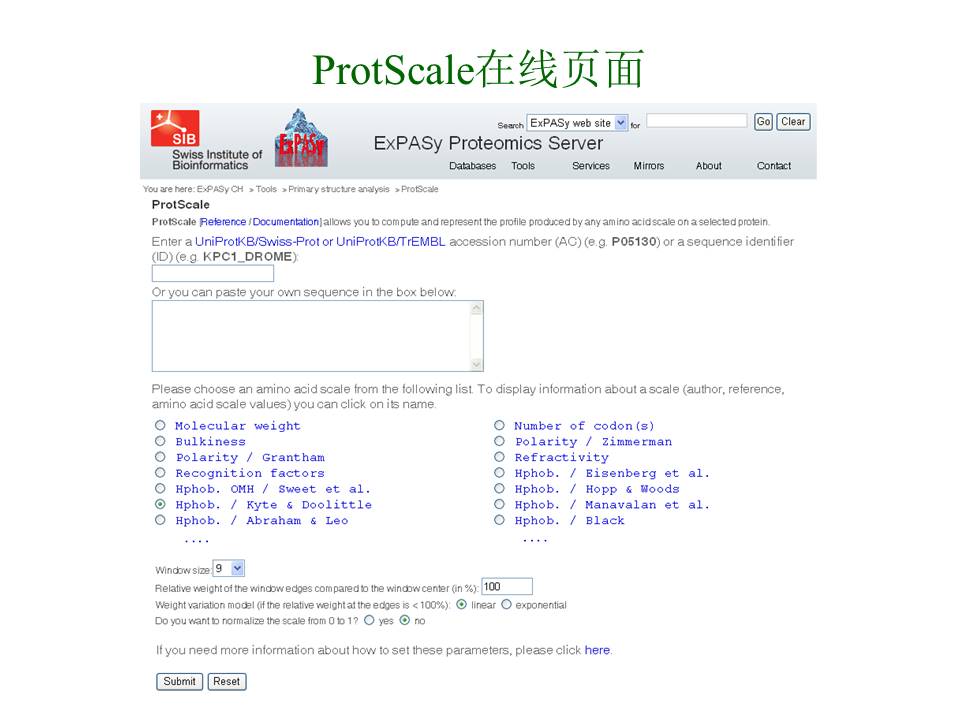 ProtScale在线页面
SIB
Swiss Institute of
Bioinformatics
ExPASy
Search ExPASy web site for Go Clear
ExPASy Proteomics Server
Databases Tools Services Mirrors About Contact
You are here: ExPASy CH > Tools > Primary structure analysis > ProtScale
ProtScale
ProtScale [Reference / Documentation] allows you to compute and represent the profile produced by any amino acid scale on a selected protein.
Enter a UniProtKB/Swiss-Prot or UniProtKB/TrEMBL accession number (AC) (e.g. P05130) or a sequence identifier
(ID) (e.g. KPC1_DROME):
Or you can paste your own sequence in the box below:
Please choose an amino acid scale from the following list. To display information about a scale (author, reference,
amino acid scale values) you can click on its name.
Molecular weight Number of codon(s)
Bulkiness Polarity / Zimmerman
Polarity / Grantham Refractivity
Recognition factors Hphob. / Eisenberg et al.
Hphob. OMH / Sweet et al. Hphob. / Hopp & Woods
Hphob. / Kyte & Doolittle Hphob. / Manavalan et al.
Hphob. / Abraham & Leo Hphob. / Black
.... ....
Window size: 9
Relative weight of the window edges compared to the window center (in %): 100
Weight variation model (if the relative weight at the edges is < 100%): linear exponential
Do you want to normalize the scale from 0 to 1? yes no
If you need more information about how to set these parameters, please click here.
Submit Reset